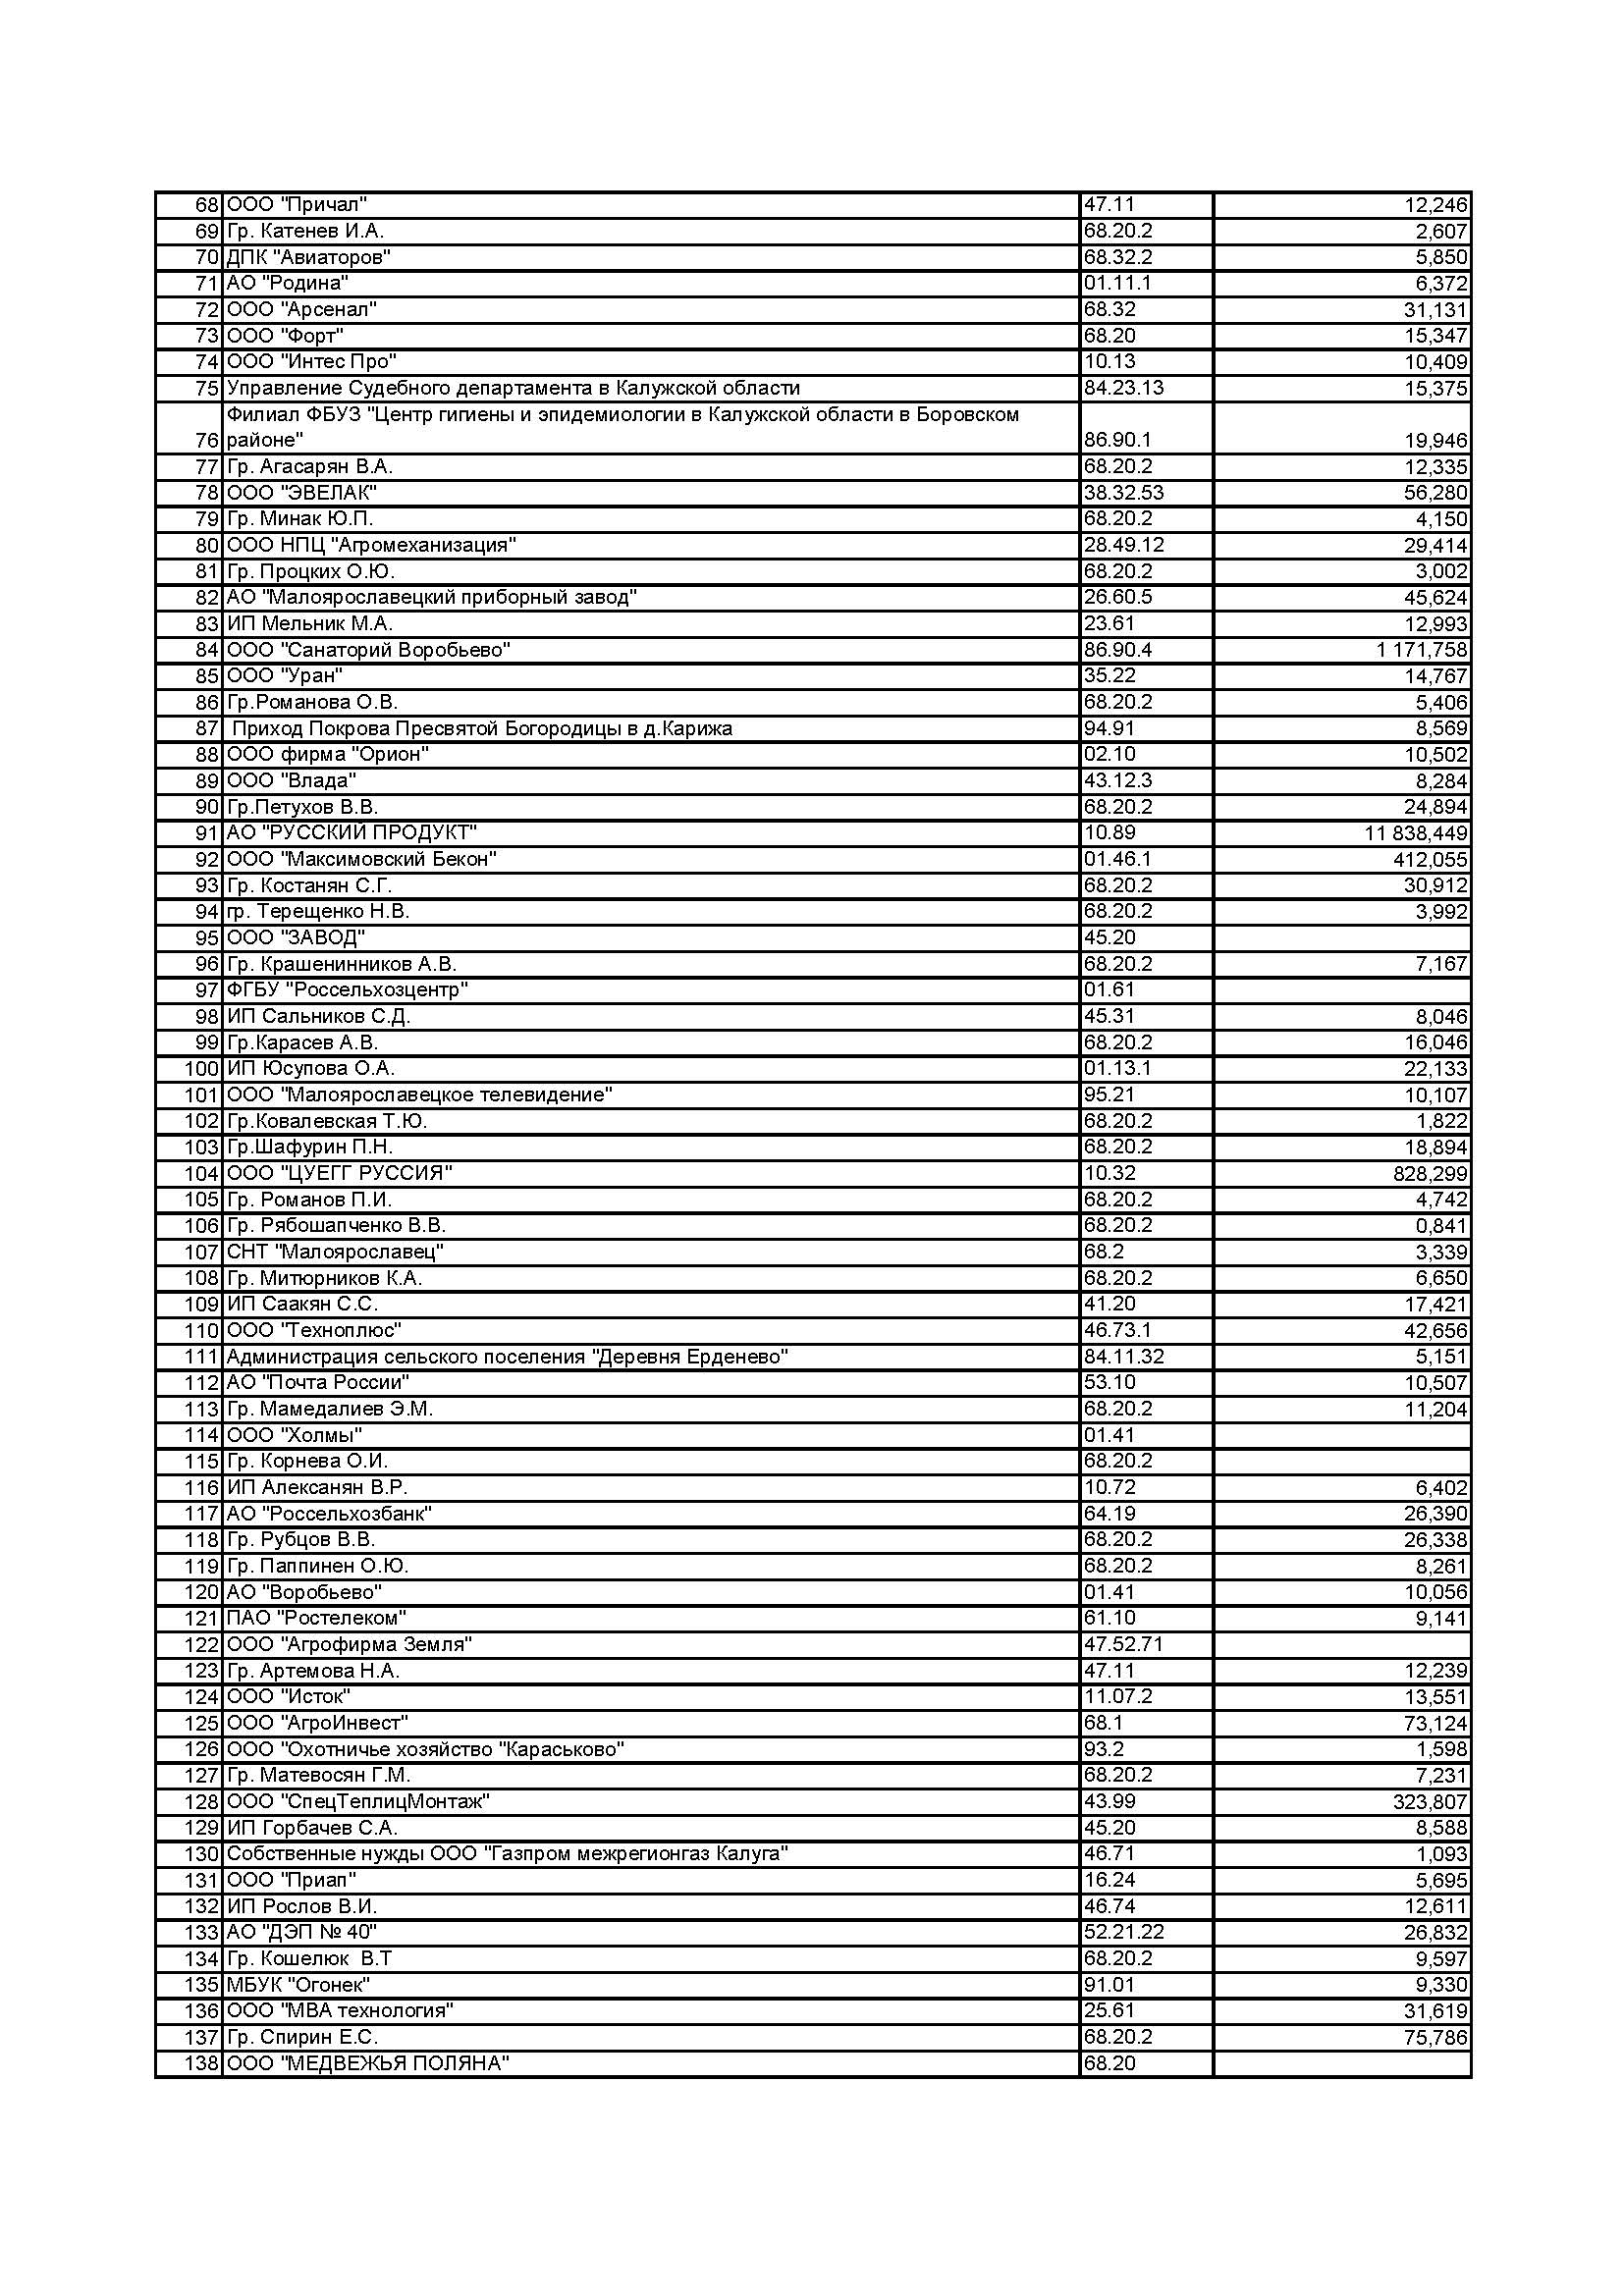 68 ООО "Причал" 47.11 12,246
69 Гр. Катенев И.А. 68.20.2 2,607
70 ДПК "Авиаторов" 68.32.2 5,850
71 АО "Родина" 01.11.1 6,372
72 ООО "Арсенал" 68.32 31,131
73 ООО "Форт" 68.20 15,347
74 ООО "Интес Про" 10.13 10,409
75 Управление Судебного департамента в Калужской области 84.23.13 15,375
Филиал ФБУЗ "Центр гигиены и эпидемиологии в Калужской области в Боровском
76 районе" 86.90.1 19,946
77 Гр. Агасарян В.А. 68.20.2 12,335
78 ООО "ЭВЕЛАК" 38.32.53 56,280
79 Гр. Минак Ю.П. 68.20.2 4,150
80 ООО НПЦ "Агромеханизация" 28.49.12 29,414
81 Гр. Процких О.Ю. 68.20.2 3,002
82 АО "Малоярославецкий приборный завод" 26.60.5 45,624
83 ИП Мельник М.А. 23.61 12,993
84 ООО "Санаторий Воробьево" 86.90.4 1 171,758
85 ООО "Уран" 35.22 14,767
86 Гр.Романова О.В. 68.20.2 5,406
87 Приход Покрова Пресвятой Богородицы в д.Карижа 94.91 8,569
88 ООО фирма "Орион" 02.10 10,502
89 ООО "Влада" 43.12.3 8,284
90 Гр.Петухов В.В. 68.20.2 24,894
91 АО "РУССКИЙ ПРОДУКТ" 10.89 11 838,449
92 ООО "Максимовский Бекон" 01.46.1 412,055
93 Гр. Костанян С.Г. 68.20.2 30,912
94 гр. Терещенко Н.В. 68.20.2 3,992
95 ООО "ЗАВОД" 45.20
96 Гр. Крашенинников А.В. 68.20.2 7,167
97 ФГБУ "Россельхозцентр" 01.61
98 ИП Сальников С.Д. 45.31 8,046
99 Гр.Карасев А.В. 68.20.2 16,046
100 ИП Юсупова О.А. 01.13.1 22,133
101 ООО "Малоярославецкое телевидение" 95.21 10,107
102 Гр.Ковалевская Т.Ю. 68.20.2 1,822
103 Гр.Шафурин П.Н. 68.20.2 18,894
104 ООО "ЦУЕГГ РУССИЯ" 10.32 828,299
105 Гр. Романов П.И. 68.20.2 4,742
106 Гр. Рябошапченко В.В. 68.20.2 0,841
107 СНТ "Малоярославец" 68.2 3,339
108 Гр. Митюрников К.А. 68.20.2 6,650
109 ИП Саакян С.С. 41.20 17,421
110 ООО "Техноплюс" 46.73.1 42,656
111 Администрация сельского поселения "Деревня Ерденево" 84.11.32 5,151
112 АО "Почта России" 53.10 10,507
113 Гр. Мамедалиев Э.М. 68.20.2 11,204
114 ООО "Холмы" 01.41
115 Гр. Корнева О.И. 68.20.2
116 ИП Алексанян В.Р. 10.72 6,402
117 АО "Россельхозбанк" 64.19 26,390
118 Гр. Рубцов В.В. 68.20.2 26,338
119 Гр. Паппинен О.Ю. 68.20.2 8,261
120 АО "Воробьево" 01.41 10,056
121 ПАО "Ростелеком" 61.10 9,141
122 ООО "Агрофирма Земля" 47.52.71
123 Гр. Артемова Н.А. 47.11 12,239
124 ООО "Исток" 11.07.2 13,551
125 ООО "АгроИнвест" 68.1 73,124
126 ООО "Охотничье хозяйство "Караськово" 93.2 1,598
127 Гр. Матевосян Г.М. 68.20.2 7,231
128 ООО "СпецТеплицМонтаж" 43.99 323,807
129 ИП Горбачев С.А. 45.20 8,588
130 Собственные нужды ООО "Газпром межрегионгаз Калуга" 46.71 1,093
131 ООО "Приап" 16.24 5,695
132 ИП Рослов В.И. 46.74 12,611
133 АО "ДЭП № 40" 52.21.22 26,832
134 Гр. Кошелюк  В.Т 68.20.2 9,597
135 МБУК "Огонек" 91.01 9,330
136 ООО "МВА технология" 25.61 31,619
137 Гр. Спирин Е.С. 68.20.2 75,786
138 ООО "МЕДВЕЖЬЯ ПОЛЯНА" 68.20